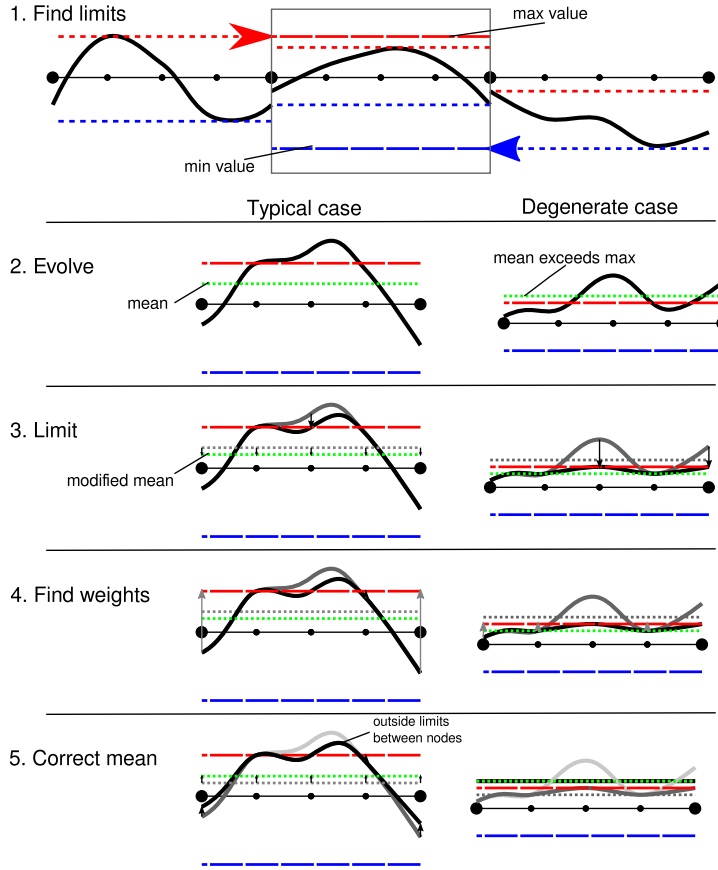 1. Find limits
max value
min value
Typical case
Degenerate case
2. Evolve
mean exceeds max
mean
3. Limit
modified mean
4. Find weights
outside limits
between nodes
5. Correct mean